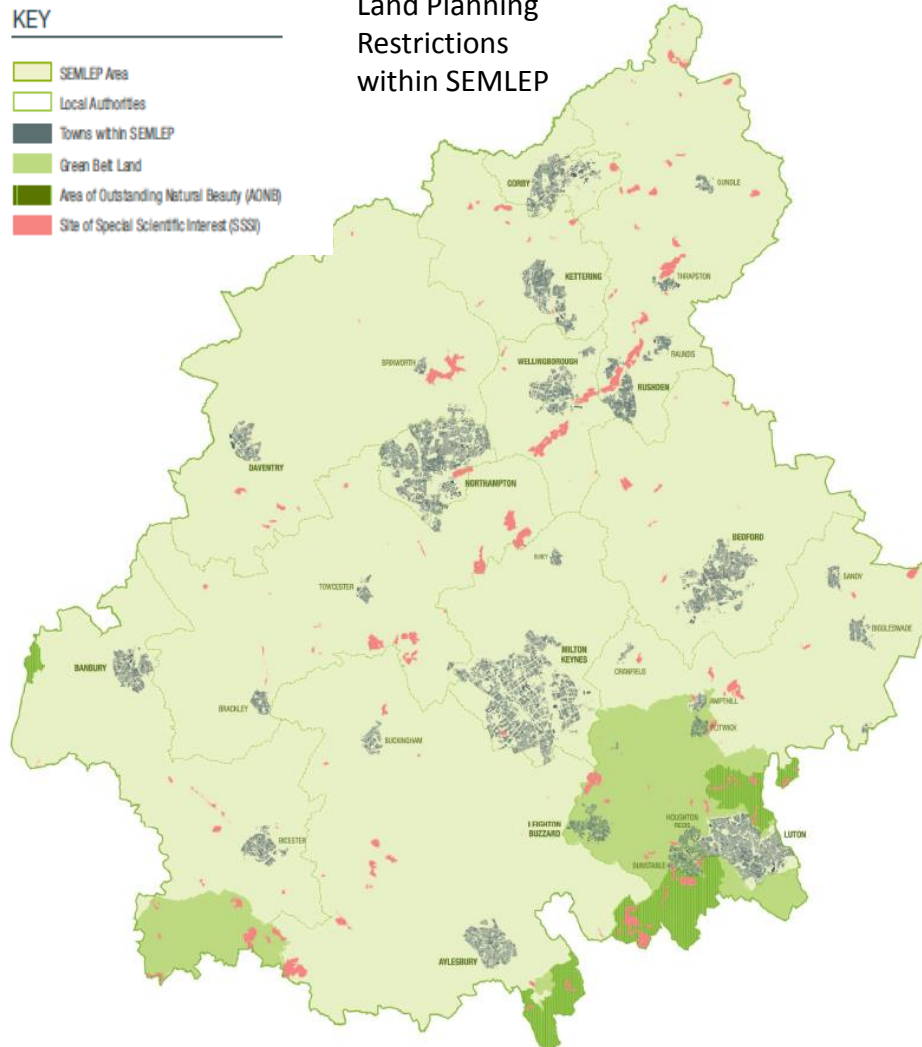 KEY
SEMLEP Area
Local Authorities
Towns within SEMLEP
Green Belt Land
Area of Outstanding Natural Beauty (AONB)
Site of Special Scientific Interest (SSSI)
Land Planning
Restrictions
within SEMLEP
CORBY
OUNDLE
KETTERING
THRAPSTON
BRIXWORTH
WELLINGBOROUGH
RAUNDS
RUSHDEN
DAVENTRY
NORTHAMPTON
OLNEY
BEDFORD
SANDY
TOWCESTER
BIGGLESWADE
BANBURY
MILTON
KEYNES
CRANFIELD
BRACKLEY
AMPTHILL
FLITWICK
BUCKINGHAM
LEIGHTON
BUZZARD
HOUGHTON
REGIS
LUTON
BICESTER
DUNSTABLE
AYLESBURY